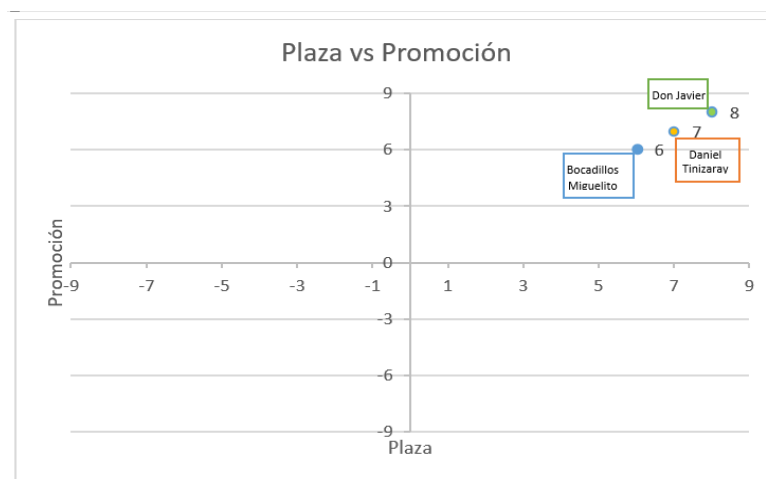 Plaza vs Promoción
9
Don Javier
8
7
6
6
Daniel
Tinizaray
Bocadillos
Miguelito
3
0
Promoción
-9
-7
-5
-3
-1
1
3
5
7
9
-3
-6
-9
Plaza